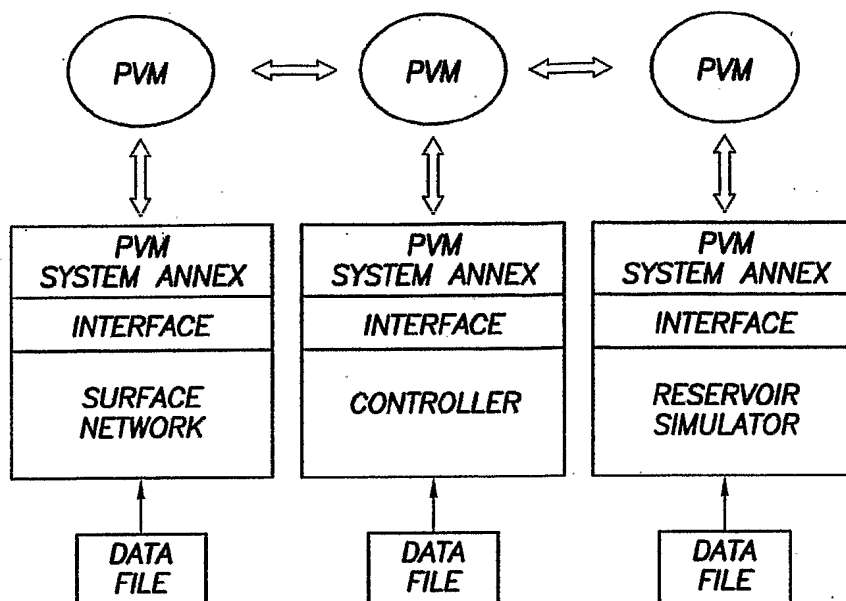 PVM
PVM
PVM
PVM
SYSTEM ANNEX
INTERFACE
SURFACE
NETWORK
DATA
FILE
PVM
SYSTEM ANNEX
INTERFACE
CONTROLLER
DATA
FILE
PVM
SYSTEM ANNEX
INTERFACE
RESERVOIR
SIMULATOR
DATA
FILE